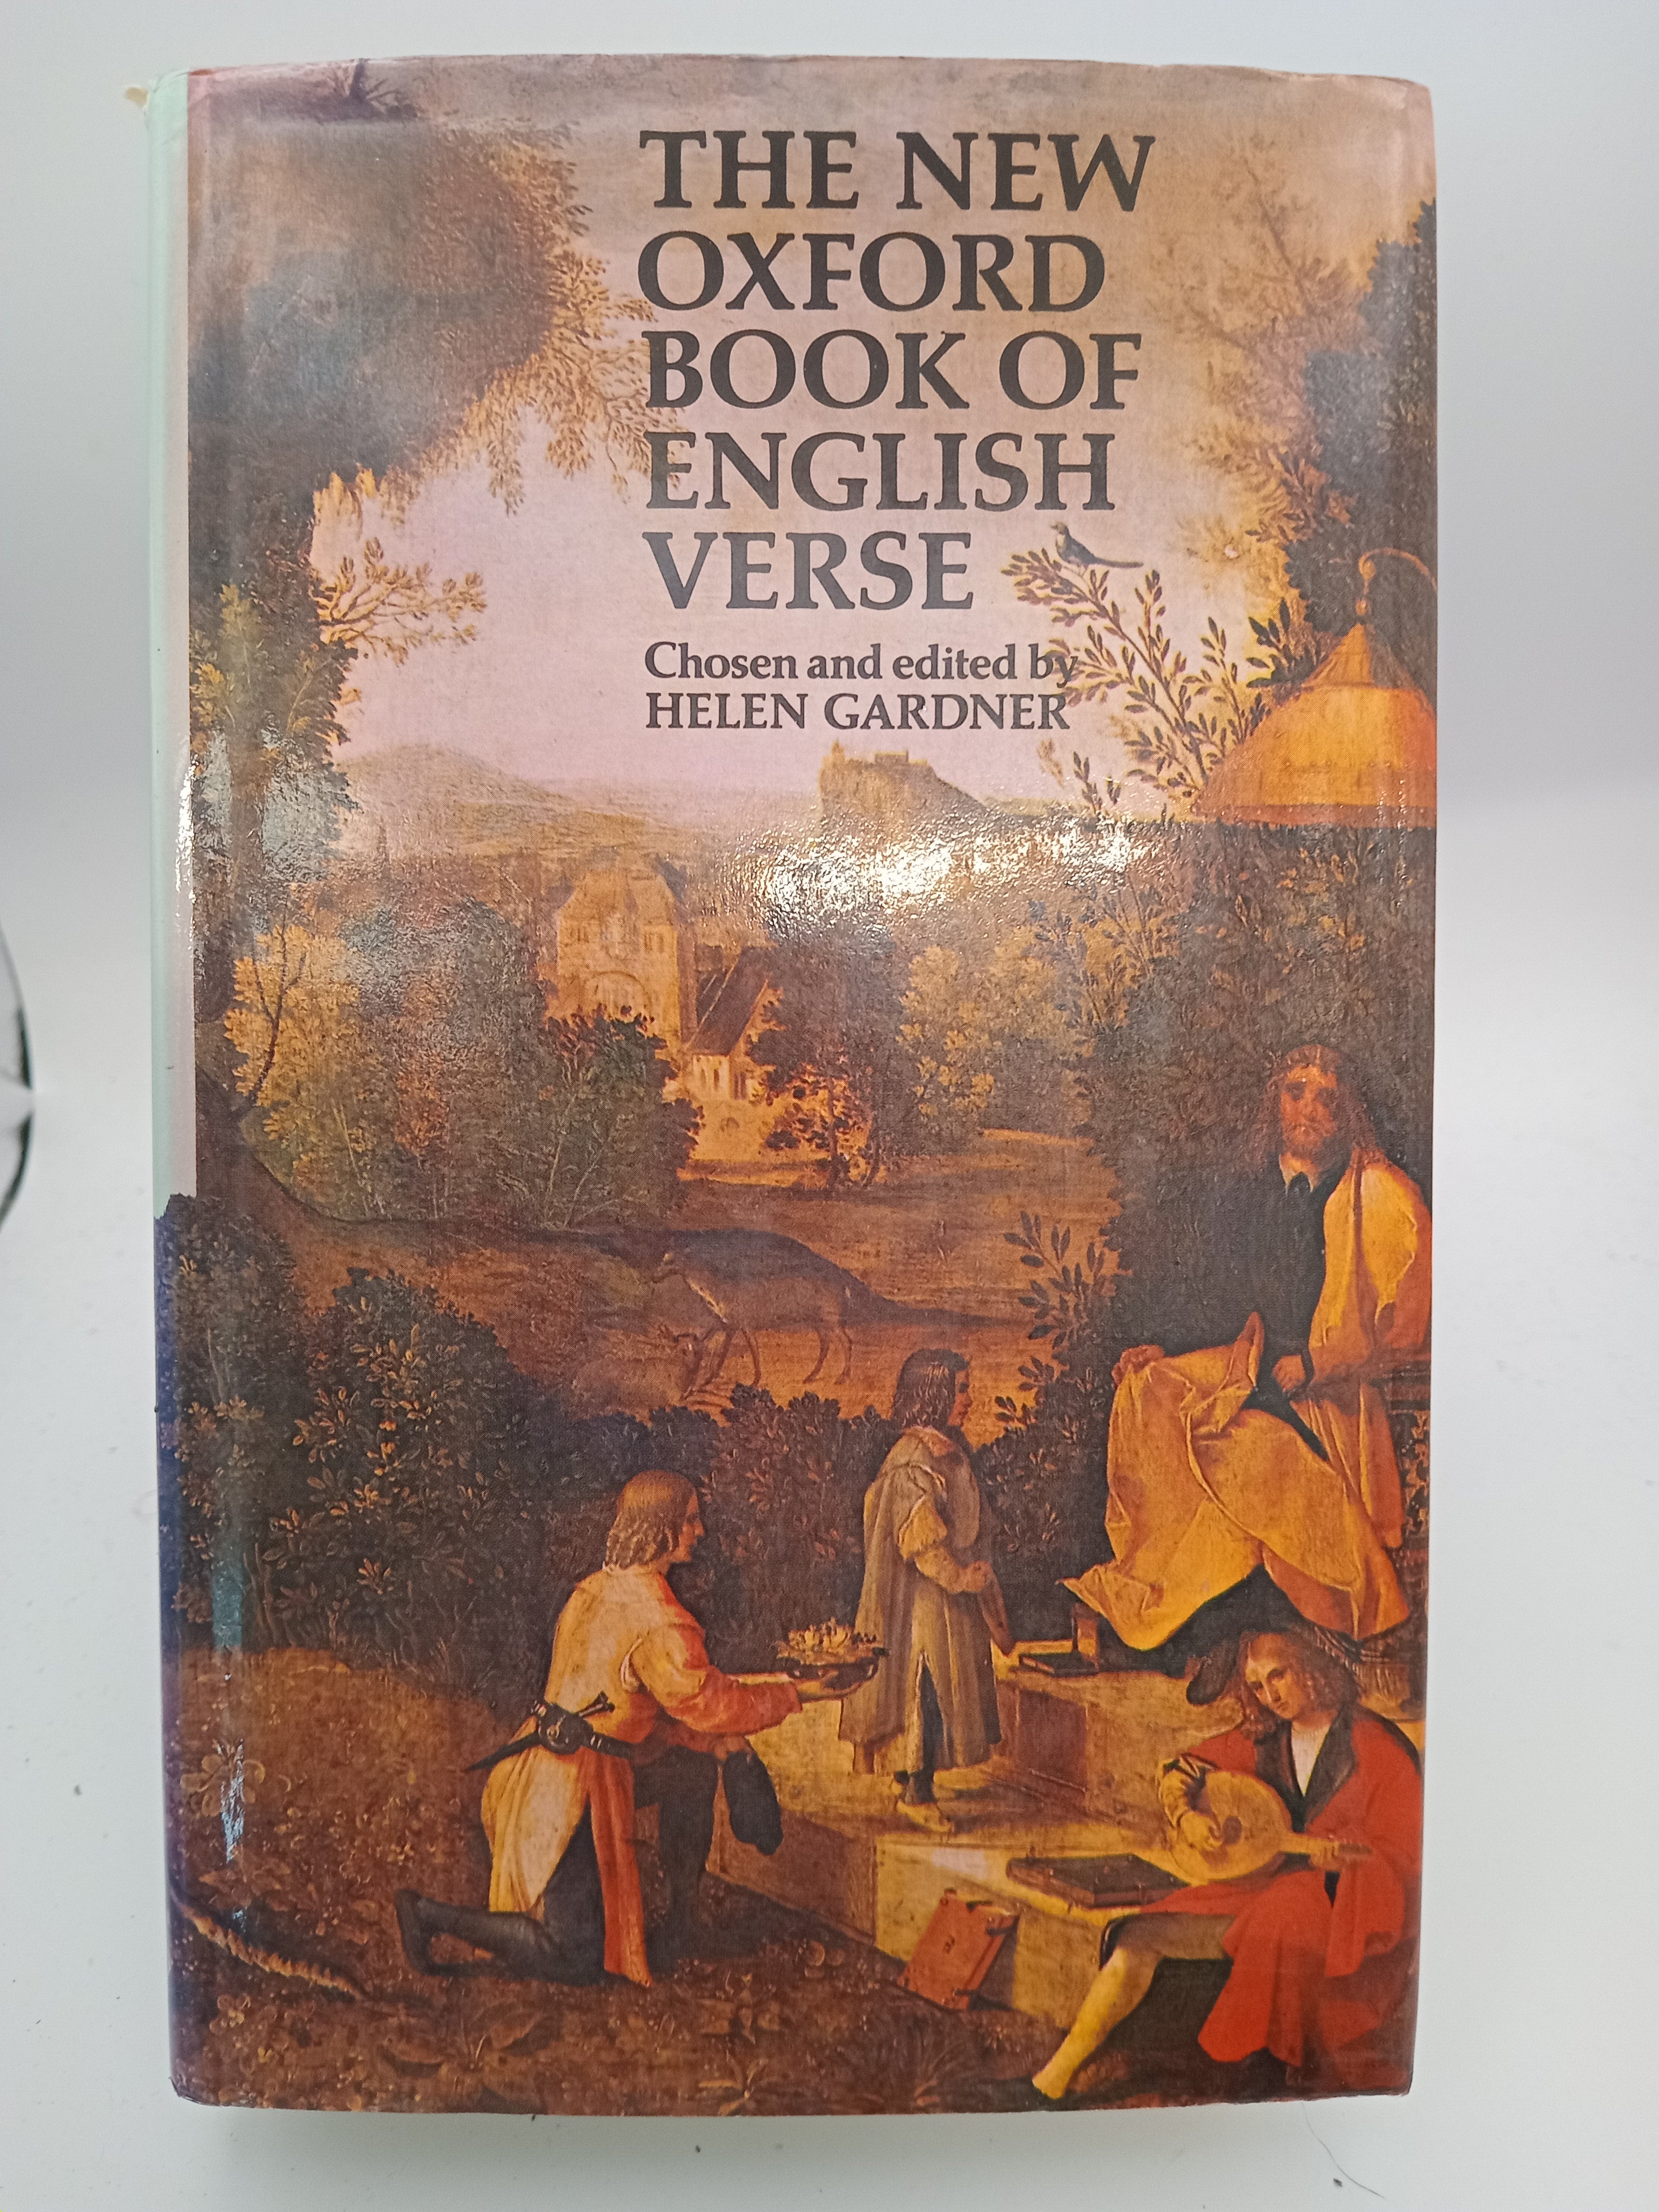 THE NEW
OXFORD
BOOK OF
ENGLISH
VERSE
Chosen and edited by
HELEN GARDNER